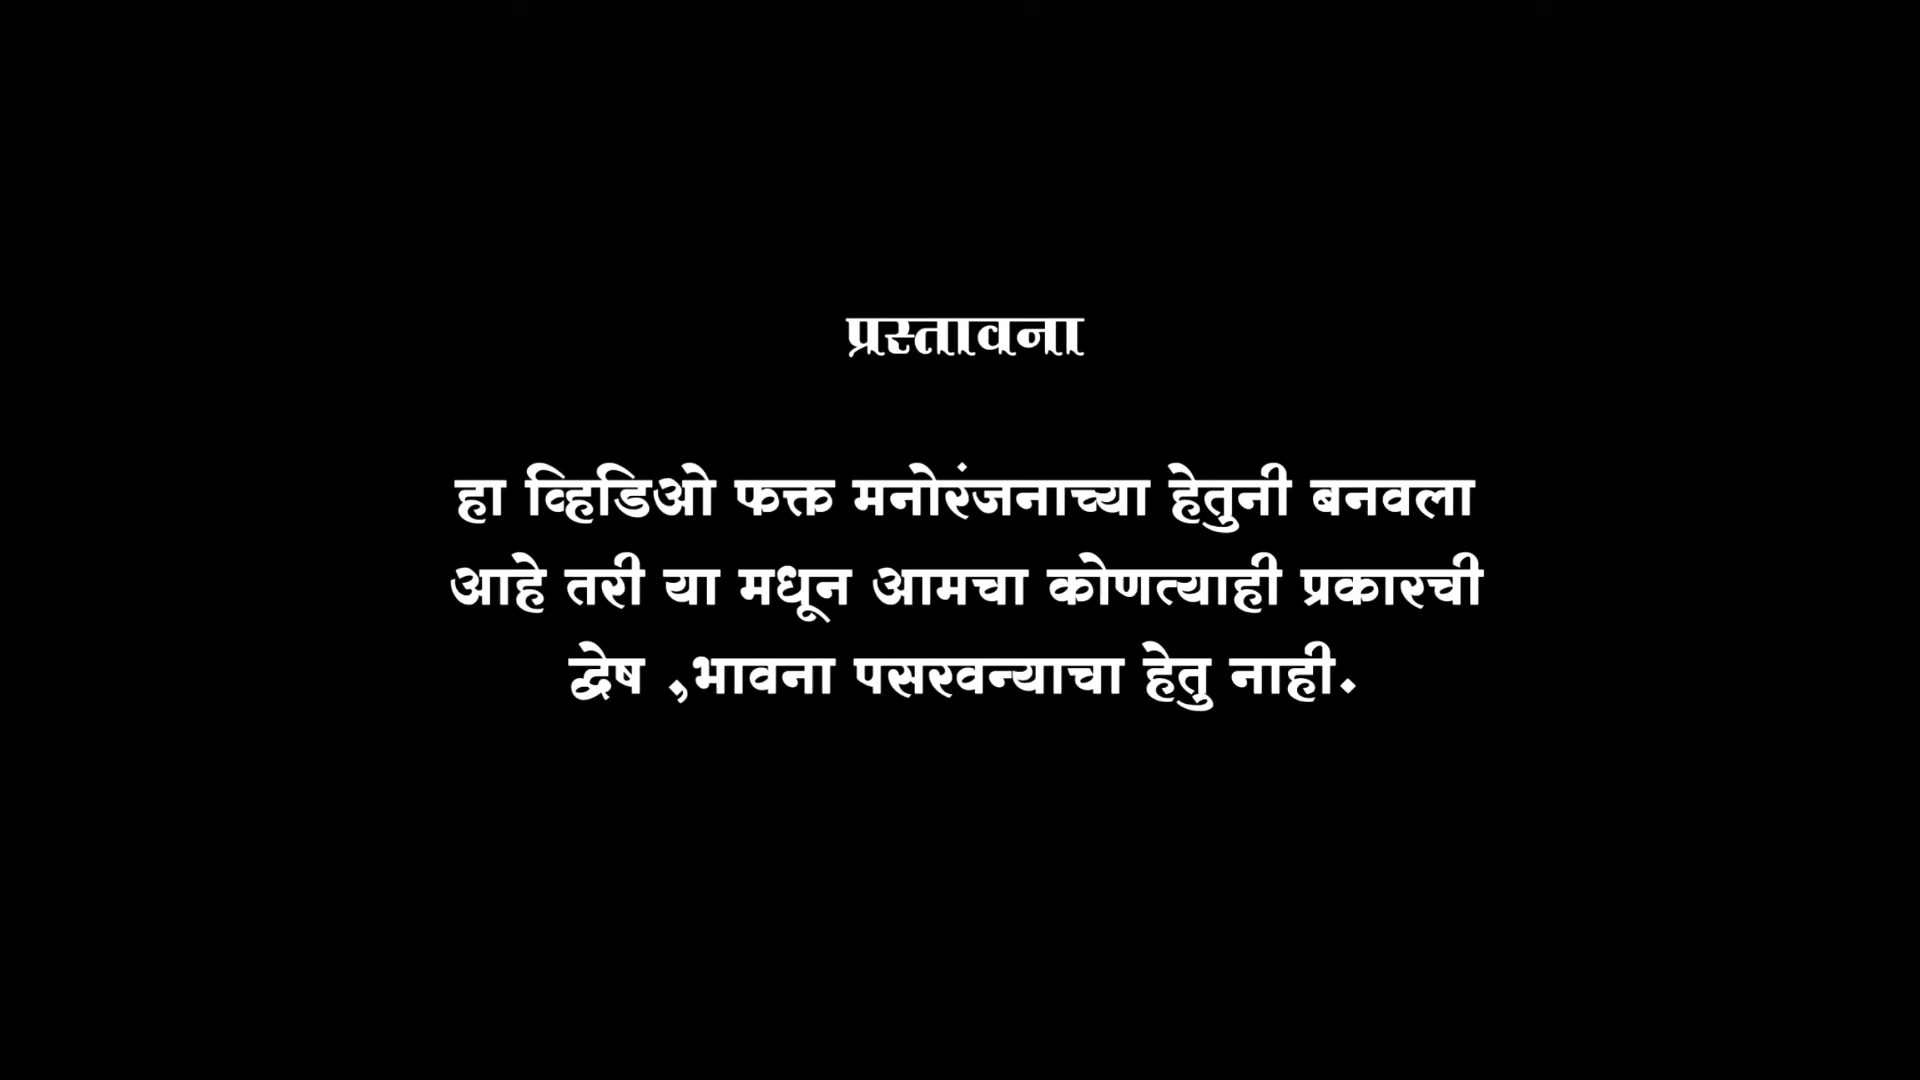 प्रस्तावना
हा व्हिडिओ फक्त मनोरंजनाच्या हेतुनी बनवला
आहे तरी या मधून आमचा कोणत्याही प्रकारची
द्वेष ,भावना पसरवन्याचा हेतु नाही.